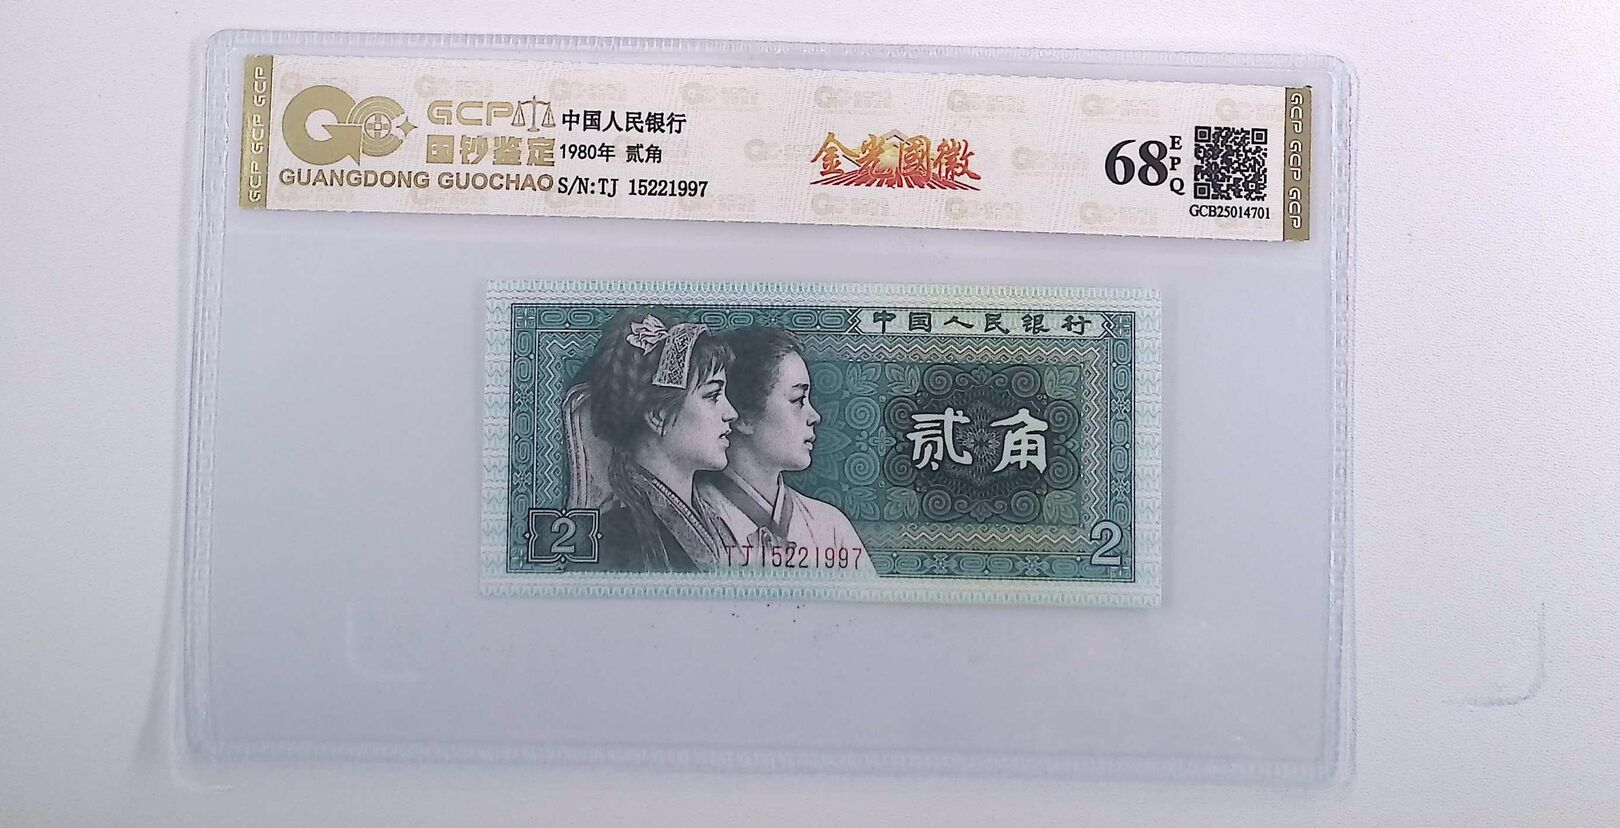 GCP GCP GCP
GCP
国钞鉴定
GUANGDONG GUOCHAO
中国人民银行
1980年 贰角
S/N:TJ 15221997
金光國徽
68
EPQ
GCB25014701
GCP GCP GCP
中国人民银行
贰角
2
TJ15221997
2